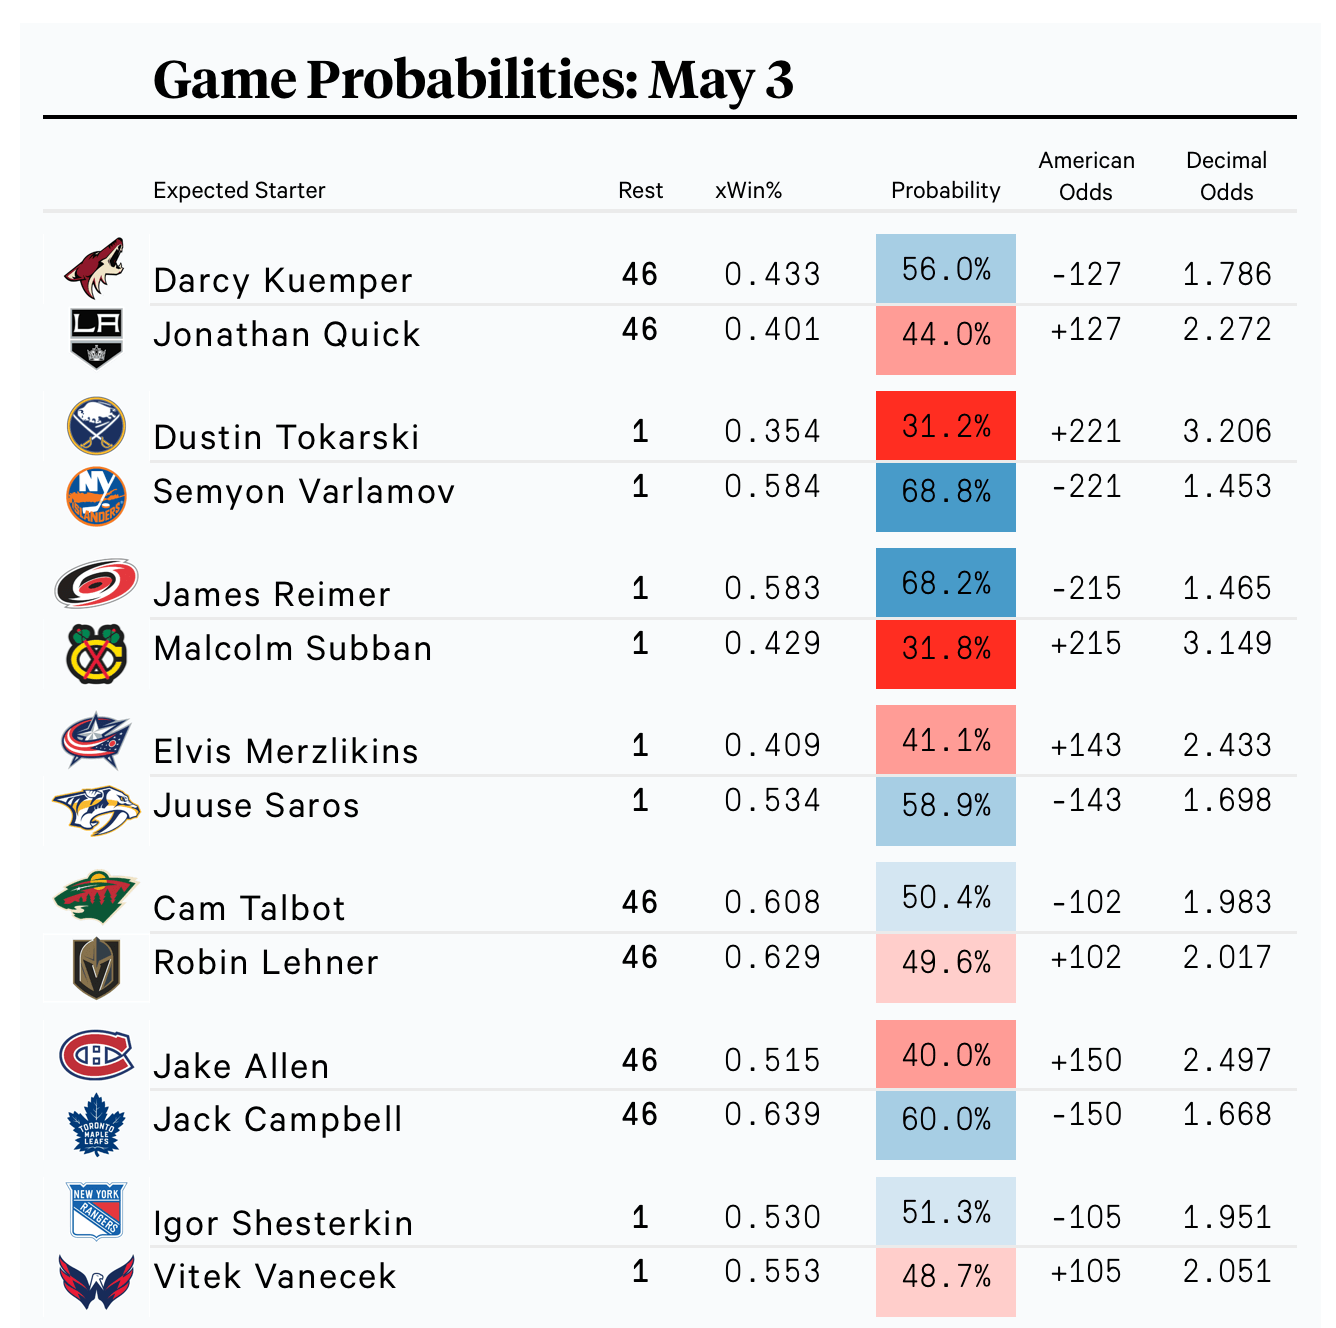 Game Probabilities: May 3
Expected Starter Rest xWin% Probability American Odds Decimal Odds
Darcy Kuemper 46 0.433 56.0% -127 1.786
LA
Jonathan Quick 46 0.401 44.0% +127 2.272
Dustin Tokarski 1 0.354 31.2% +221 3.206
NY ISLANDERS
Semyon Varlamov 1 0.584 68.8% -221 1.453
James Reimer 1 0.583 68.2% -215 1.465
Malcolm Subban 1 0.429 31.8% +215 3.149
Elvis Merzlikins 1 0.409 41.1% +143 2.433
Juuse Saros 1 0.534 58.9% -143 1.698
Cam Talbot 46 0.608 50.4% -102 1.983
Robin Lehner 46 0.629 49.6% +102 2.017
Jake Allen 46 0.515 40.0% +150 2.497
TORONTO MAPLE LEAFS
Jack Campbell 46 0.639 60.0% -150 1.668
NEW YORK RANGERS
Igor Shesterkin 1 0.530 51.3% -105 1.951
Vitek Vanecek 1 0.553 48.7% +105 2.051